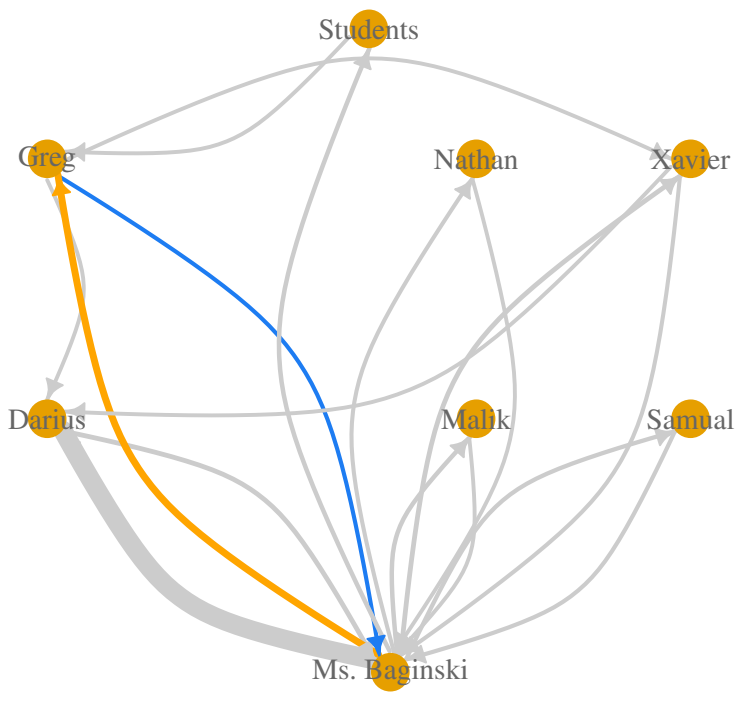 Students
Greg
Nathan
Xavier
Darius
Malik
Samual
Ms. Baginski